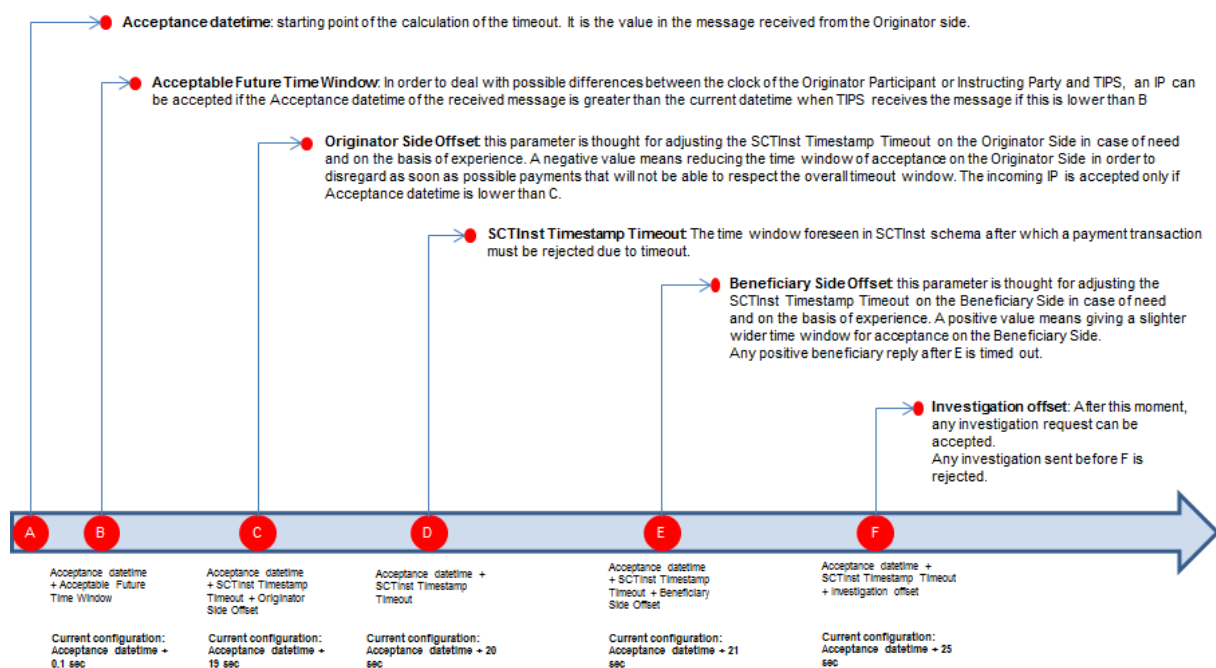 Acceptance datetime: starting point of the calculation of the timeout. It is the value in the message received from the Originator side.
Acceptable Future Time Window: In order to deal with possible differences between the clock of the Originator Participant or Instructing Party and TIPS, an IP can
be accepted if the Acceptance datetime of the received message is greater than the current datetime when TIPS receives the message if this is lower than B
Originator Side Offset: this parameter is thought for adjusting the SCTInst Timestamp Timeout on the Originator Side in case of need
and on the basis of experience. A negative value means reducing the time window of acceptance on the Originator Side in order to
disregard as soon as possible payments that will not be able to respect the overall timeout window. The incoming IP is accepted only if
Acceptance datetime is lower than C.
SCTInst Timestamp Timeout: The time window foreseen in SCTInst schema after which a payment transaction
must be rejected due to timeout.
Beneficiary Side Offset: this parameter is thought for adjusting the
SCTInst Timestamp Timeout on the Beneficiary Side in case of need
and on the basis of experience. A positive value means giving a slighter
wider time window for acceptance on the Beneficiary Side.
Any positive beneficiary reply after E is timed out.
Investigation offset: After this moment,
any investigation request can be
accepted.
Any investigation sent before F is
rejected.
A
B
C
D
E
F
Acceptance datetime
+ Acceptable Future
Time Window
Acceptance datetime
+ SCTInst Timestamp
Timeout + Originator
Side Offset
Acceptance datetime +
SCTInst Timestamp
Timeout
Acceptance datetime
+ SCTInst Timestamp
Timeout + Beneficiary
Side Offset
Acceptance datetime +
SCTInst Timestamp Timeout
+ Investigation offset
Current configuration:
Acceptance datetime +
0.1 sec
Current configuration:
Acceptance datetime +
19 sec
Current configuration:
Acceptance datetime + 20
sec
Current configuration:
Acceptance datetime + 21
sec
Current configuration:
Acceptance datetime + 25
sec